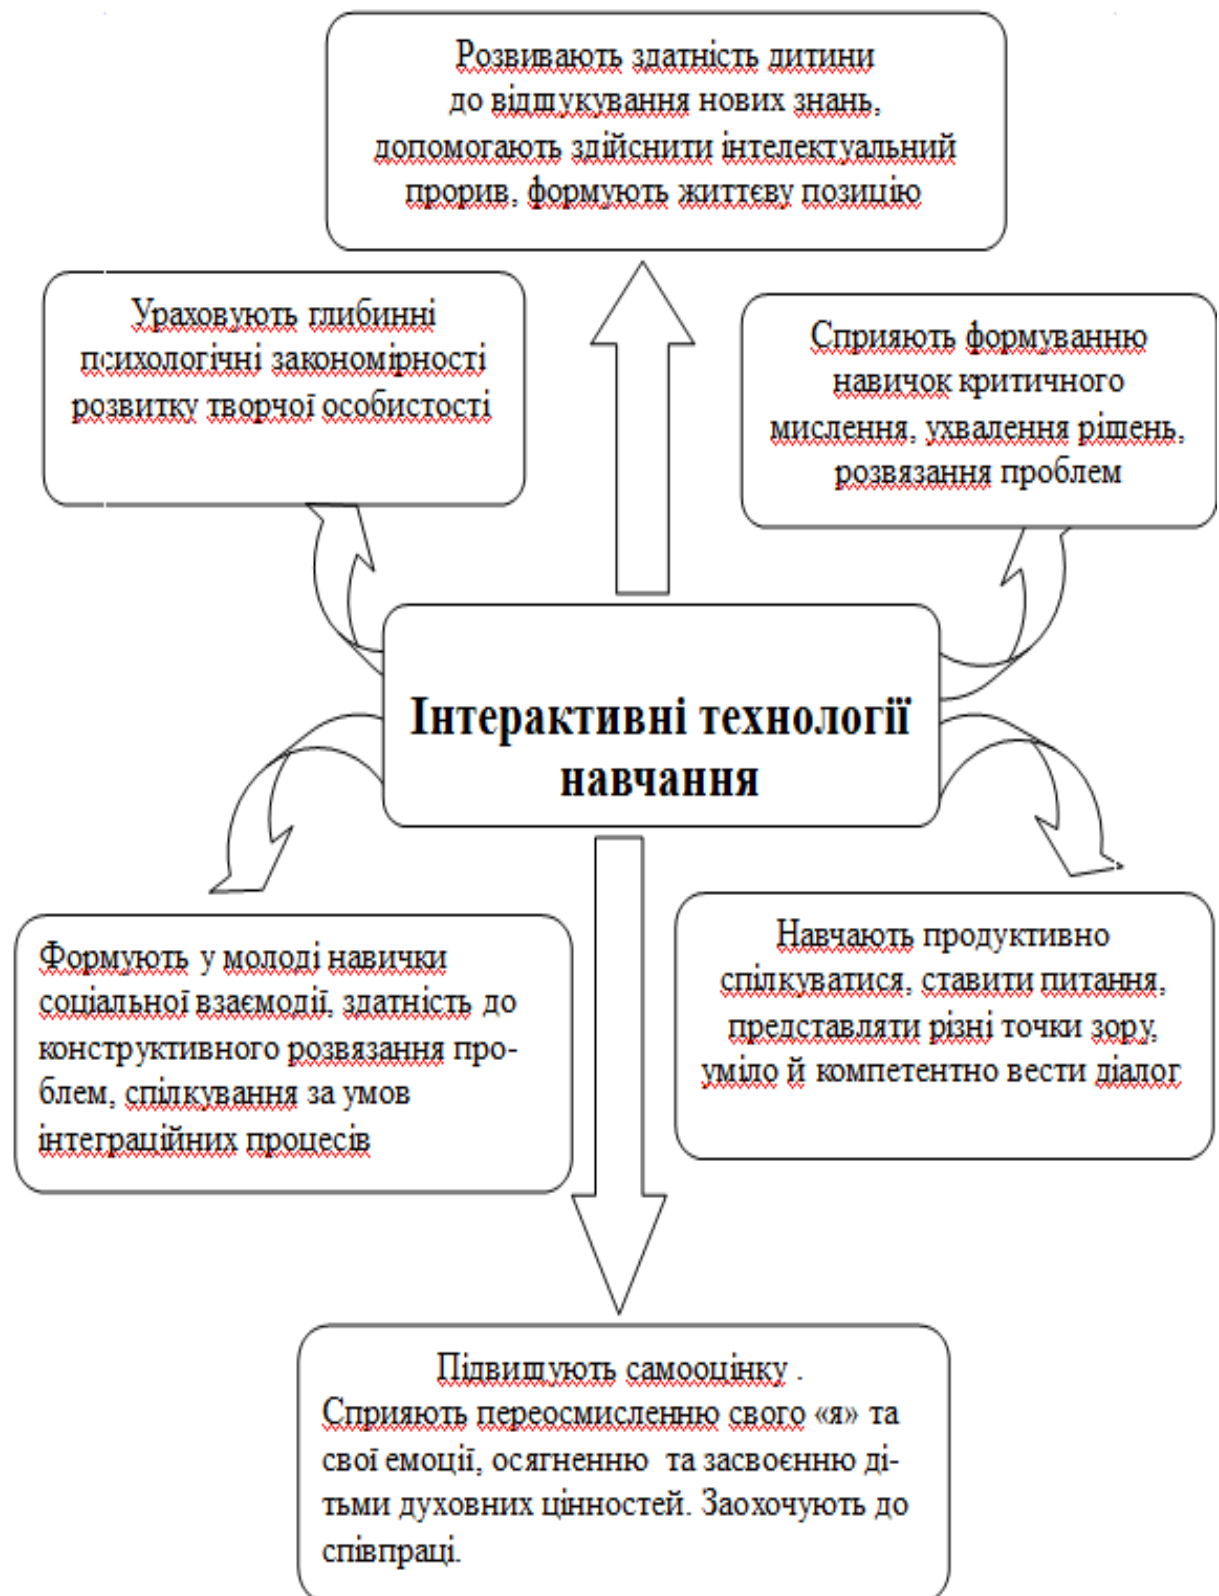 Розвивають здатність дитини
до відшукування нових знань,
допомогають здійснити інтелектуальний
прорив, формують життєву позицію
Ураховують глибинні
психологічні закономірності
розвитку творчої особистості
Сприяють формуванню
навичок критичного
мислення, ухвалення рішень,
розвязання проблем
Інтерактивні технології
навчання
Формують у молоді навички
соціальної взаємодії, здатність до
конструктивного розвязання про-
блем, спілкування за умов
інтеграційних процесів
Навчають продуктивно
спілкуватися, ставити питання,
представляти різні точки зору,
уміло й компетентно вести діалог
Підвищують самооцінку .
Сприяють переосмисленню свого «я» та
свої емоції, осягненню та засвоєнню ді-
тьми духовних цінностей. Заохочують до
співпраці.